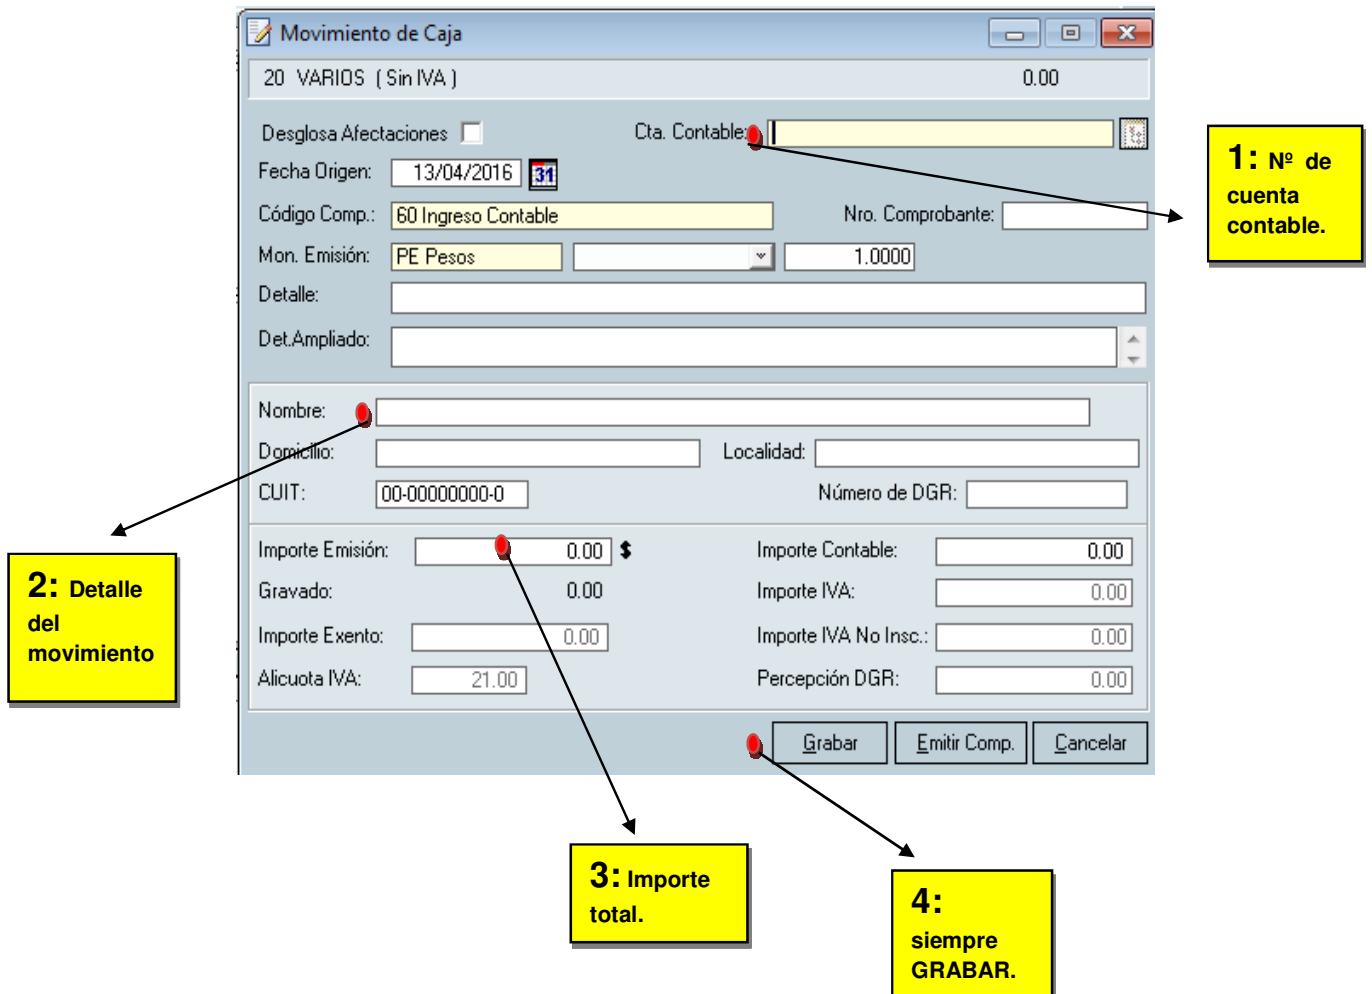 Movimiento de Caja
20 VARIOS ( Sin IVA ) 0.00
Desglosa Afectaciones Cta. Contable:
Fecha Origen: 13/04/2016 31
Código Comp.: 60 Ingreso Contable Nro. Comprobante:
Mon. Emisión: PE Pesos 1.0000
Detalle:
Det.Ampliado:
Nombre:
Domicilio: Localidad:
CUIT: 00-00000000-0 Número de DGR:
Importe Emisión: 0.00 $ Importe Contable: 0.00
Gravado: 0.00 Importe IVA: 0.00
Importe Exento: 0.00 Importe IVA No Insc.: 0.00
Alicuota IVA: 21.00 Percepción DGR: 0.00
Grabar Emitir Comp. Cancelar
1: Nº de
cuenta
contable.
2: Detalle
del
movimiento
3: Importe
total.
4:
siempre
GRABAR.